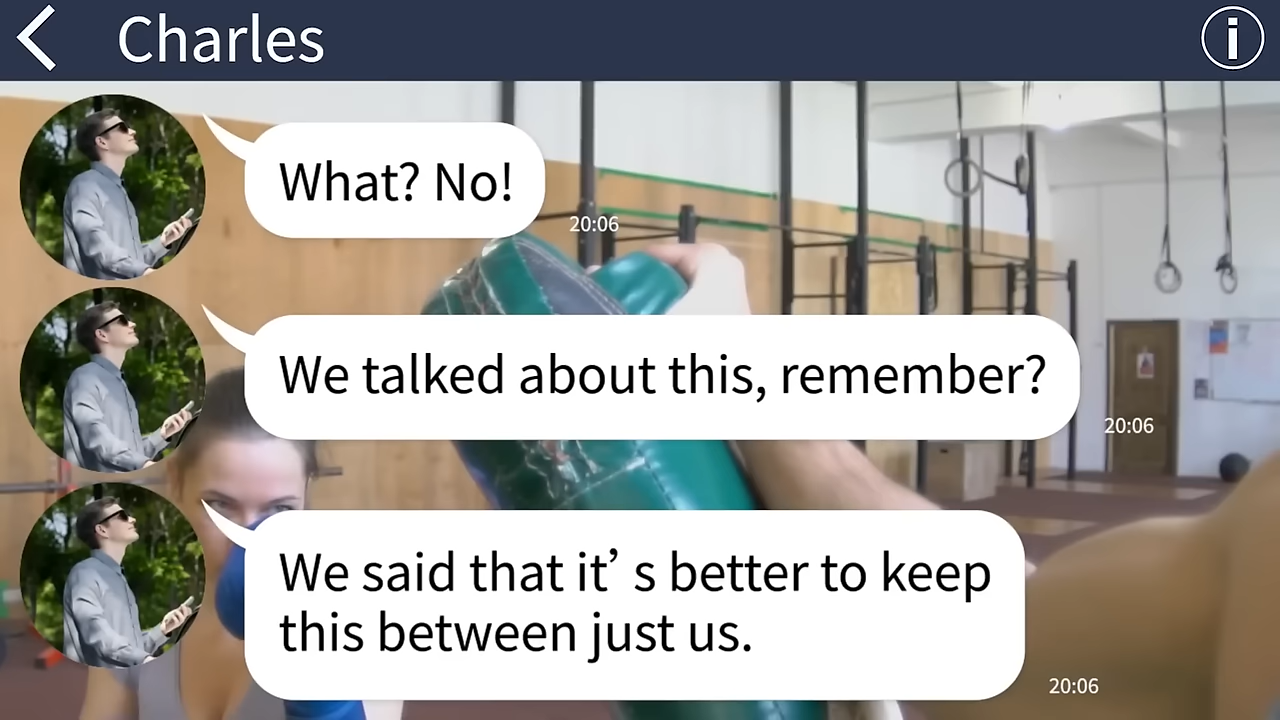 Charles
What? No!
20:06
We talked about this, remember?
20:06
We said that it’ s better to keep
this between just us.
20:06